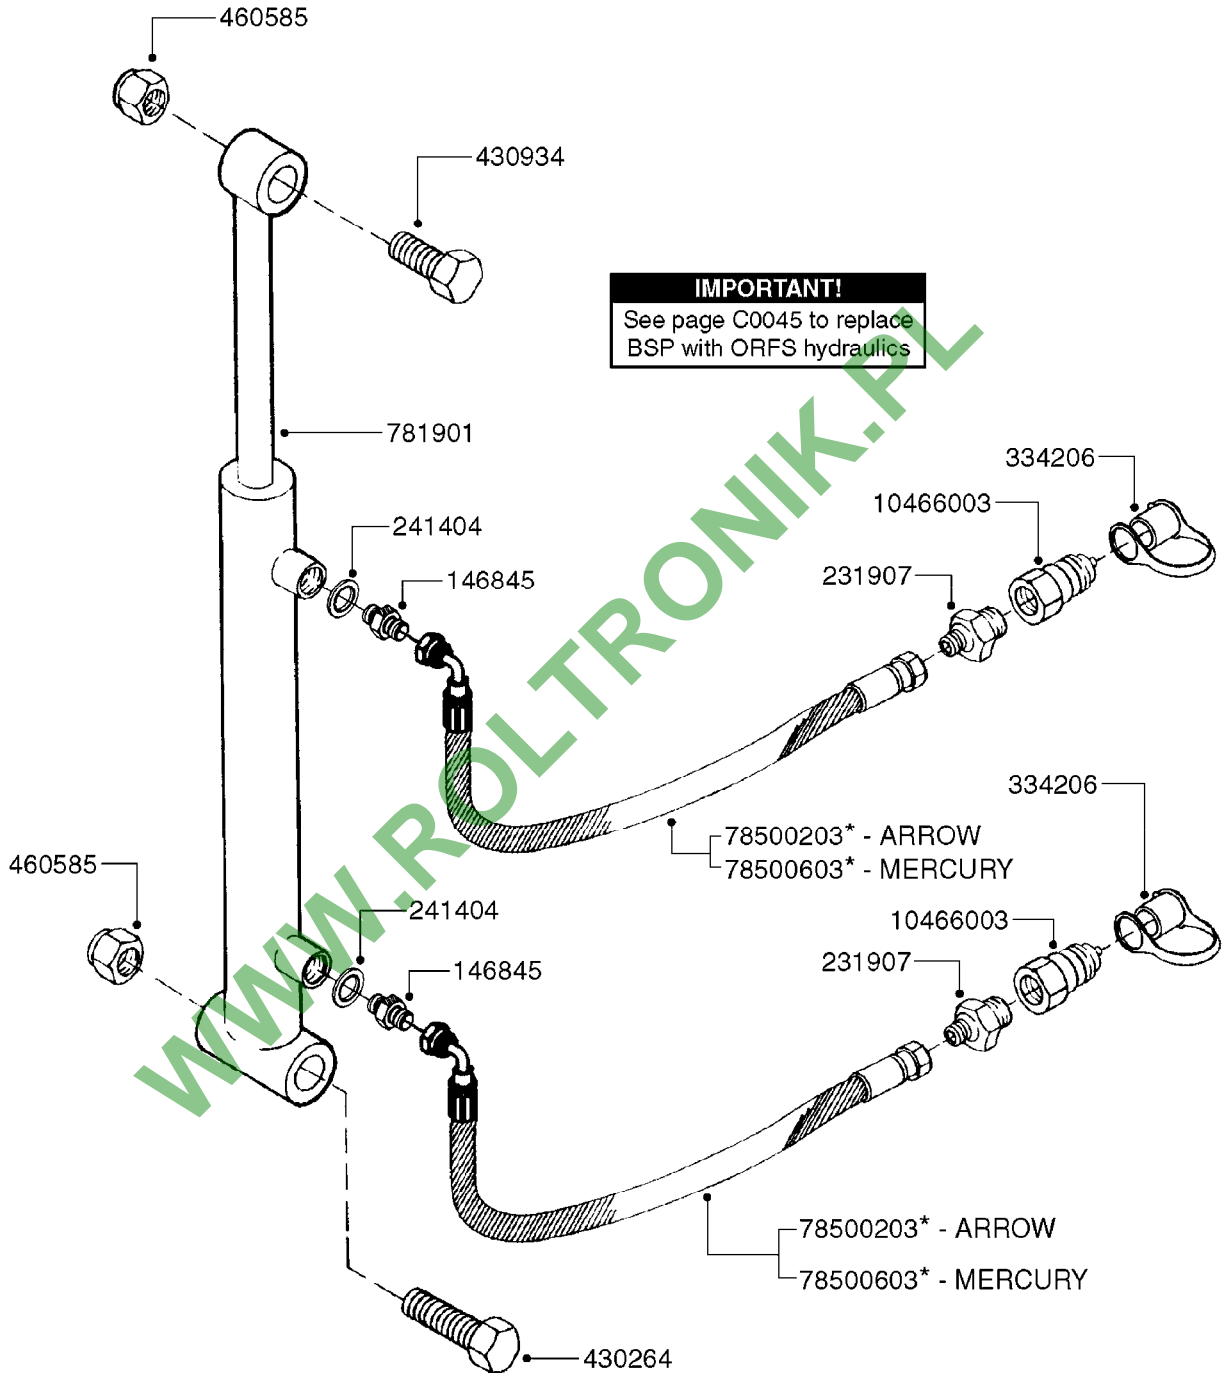 460585
430934
IMPORTANT!
See page C0045 to replace
BSP with ORFS hydraulics
781901
334206
10466003
241404
231907
146845
334206
78500203* - ARROW
78500603* - MERCURY
460585
241404
10466003
231907
146845
78500203* - ARROW
78500603* - MERCURY
430264
WWW.ROLTRONIK.PL